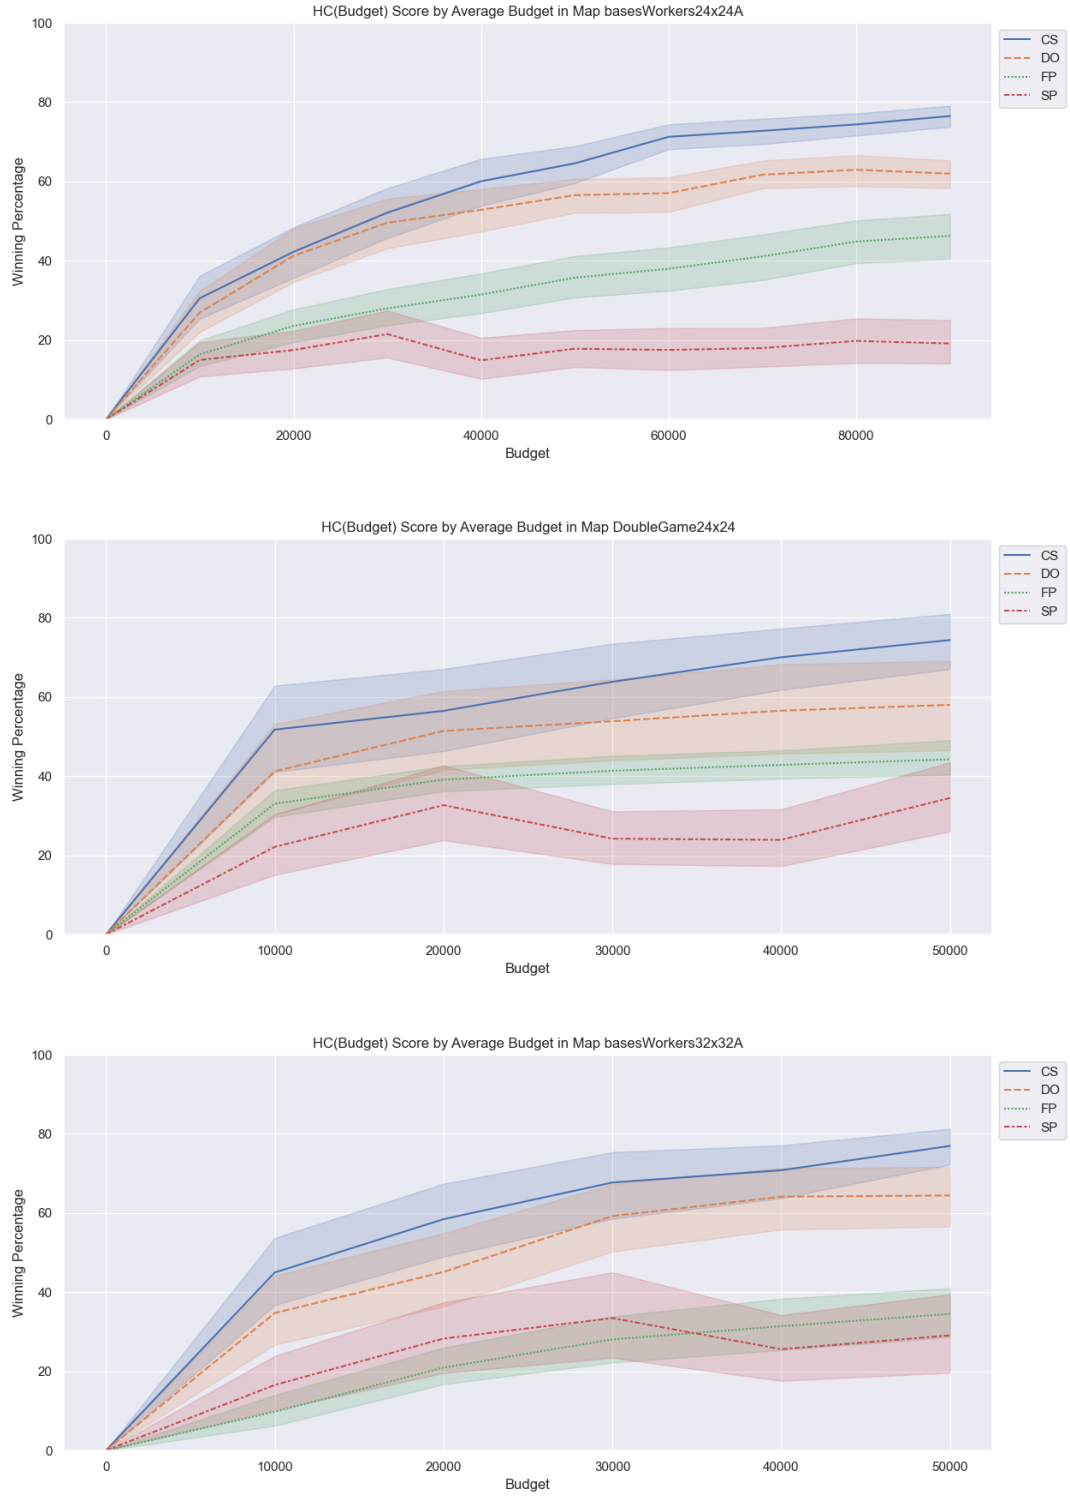 HC(Budget) Score by Average Budget in Map basesWorkers24x24A
100
80
60
40
20
0
Winning Percentage
0 20000 40000 60000 80000
Budget
CS
DO
FP
SP
HC(Budget) Score by Average Budget in Map DoubleGame24x24
100
80
60
40
20
0
Winning Percentage
0 10000 20000 30000 40000 50000
Budget
CS
DO
FP
SP
HC(Budget) Score by Average Budget in Map basesWorkers32x32A
100
80
60
40
20
0
Winning Percentage
0 10000 20000 30000 40000 50000
Budget
CS
DO
FP
SP